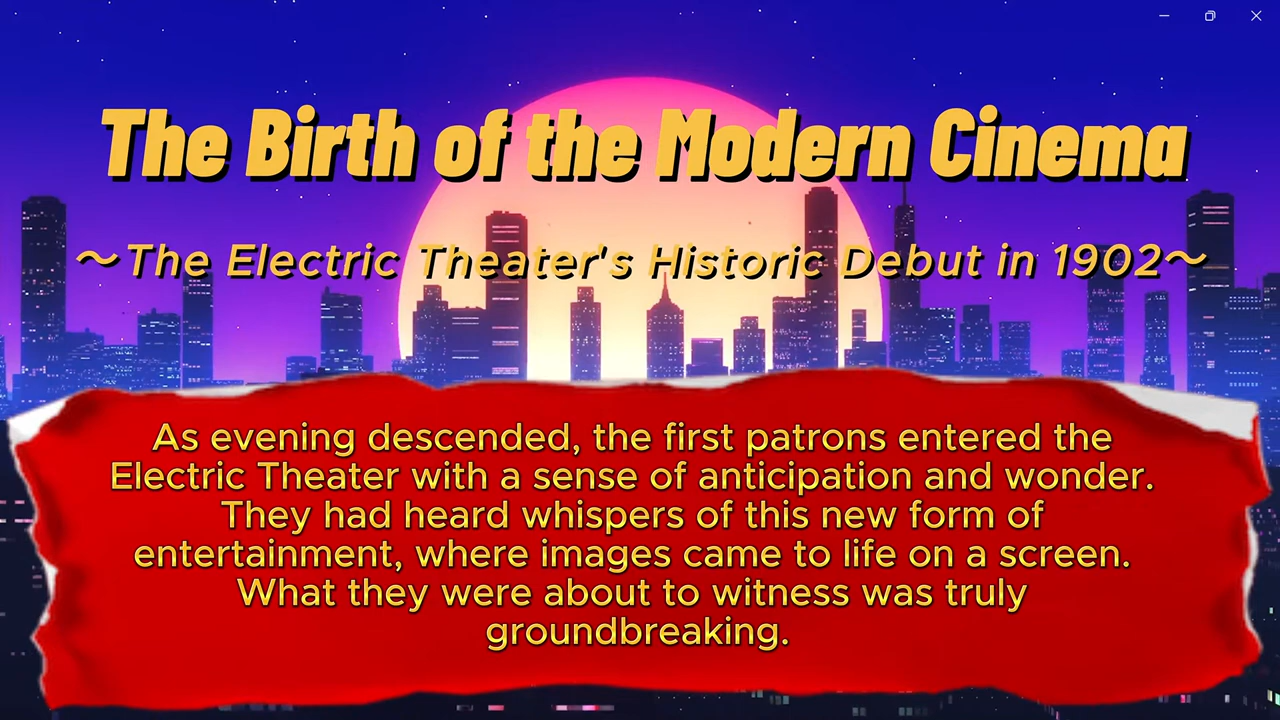 The Birth of the Modern Cinema
～The Electric Theater's Historic Debut in 1902～
As evening descended, the first patrons entered the
Electric Theater with a sense of anticipation and wonder.
They had heard whispers of this new form of
entertainment, where images came to life on a screen.
What they were about to witness was truly
groundbreaking.